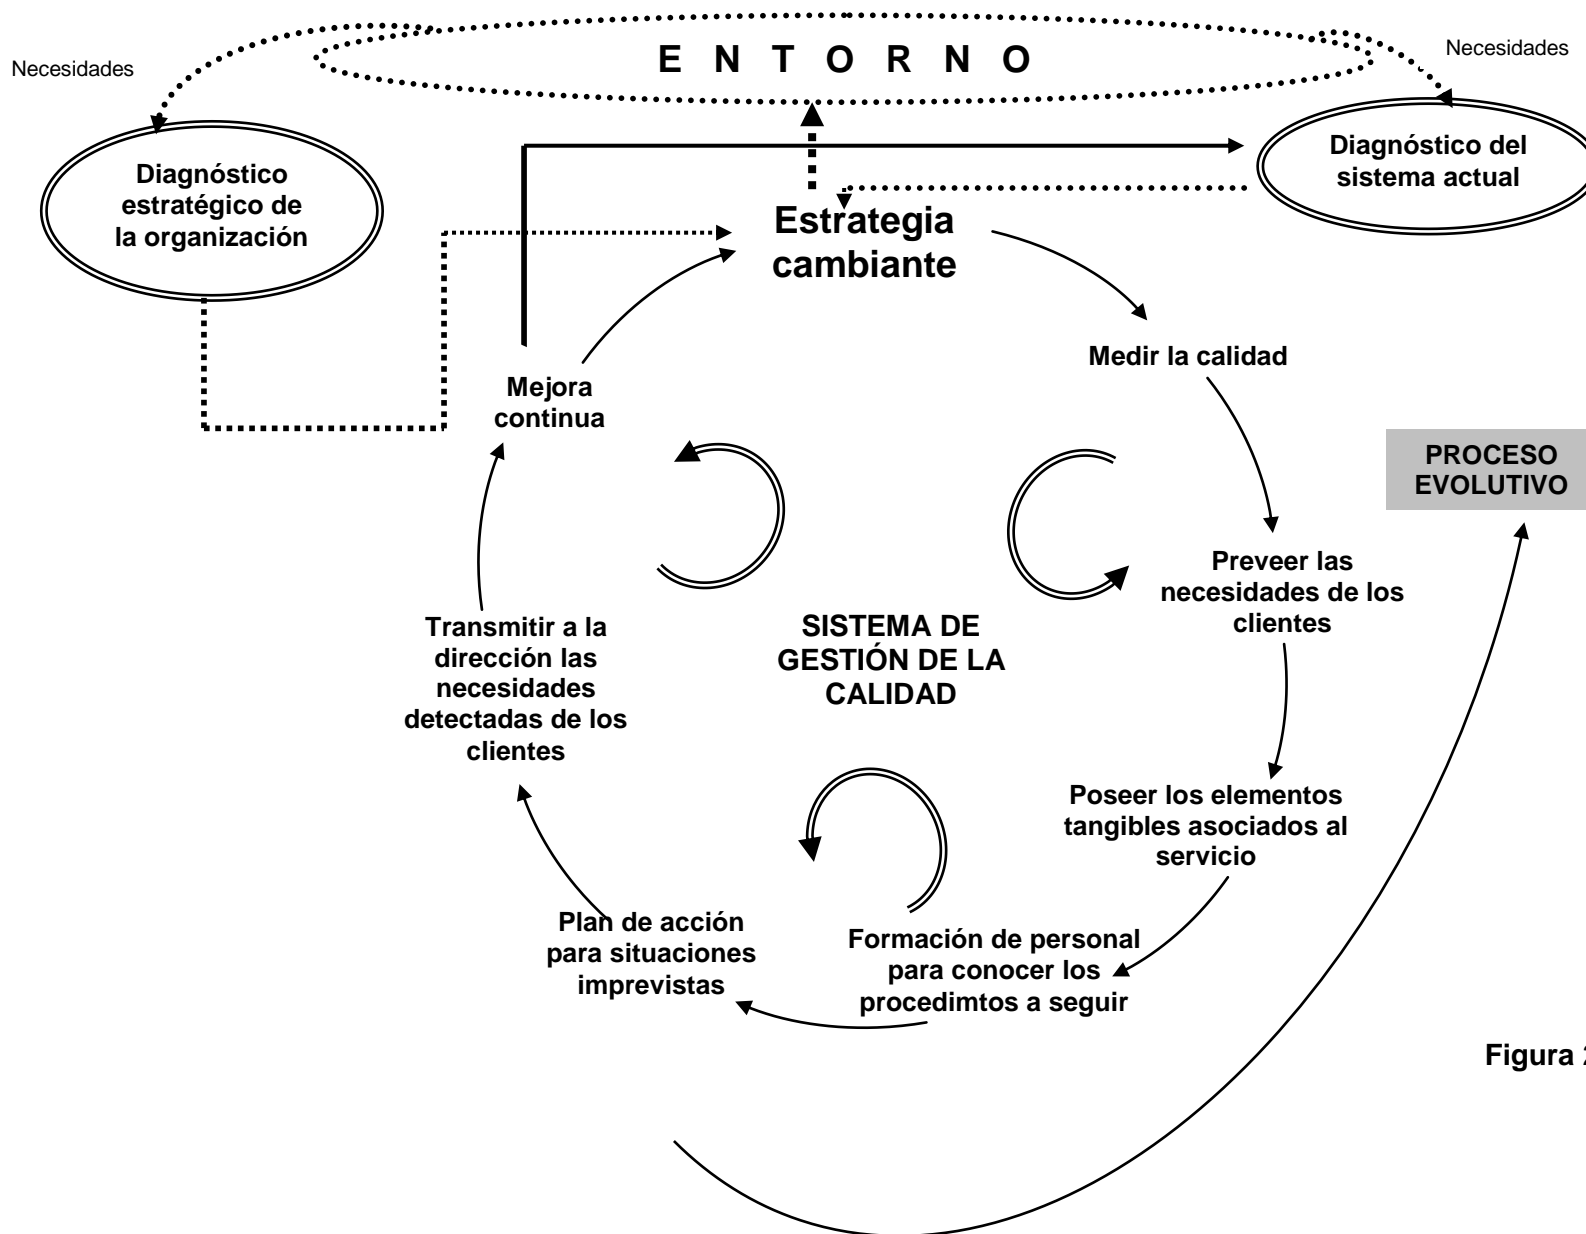 E N T O R N O
Necesidades
Necesidades
Diagnóstico
estratégico de
la organización
Diagnóstico del
sistema actual
Estrategia
cambiante
Medir la calidad
Mejora
continua
PROCESO
EVOLUTIVO
Preveer las
necesidades de los
clientes
Transmitir a la
dirección las
necesidades
detectadas de los
clientes
SISTEMA DE
GESTIÓN DE LA
CALIDAD
Poseer los elementos
tangibles asociados al
servicio
Plan de acción
para situaciones
imprevistas
Formación de personal
para conocer los
procedimtos a seguir
Figura